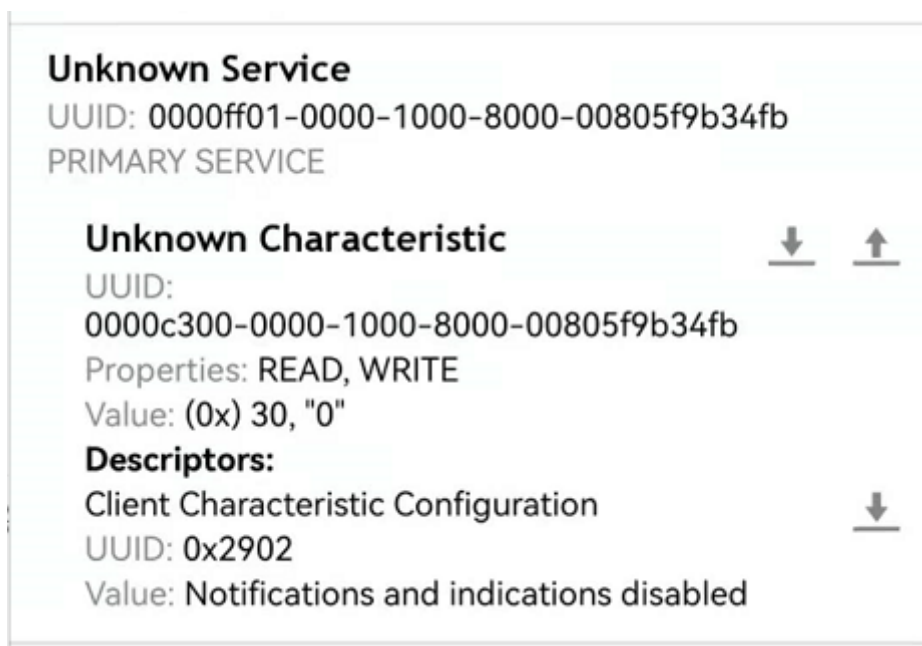 Unknown Service
UUID: 0000ff01-0000-1000-8000-00805f9b34fb
PRIMARY SERVICE
Unknown Characteristic
UUID:
0000c300-0000-1000-8000-00805f9b34fb
Properties: READ, WRITE
Value: (0x) 30, "0"
Descriptors:
Client Characteristic Configuration
UUID: 0x2902
Value: Notifications and indications disabled